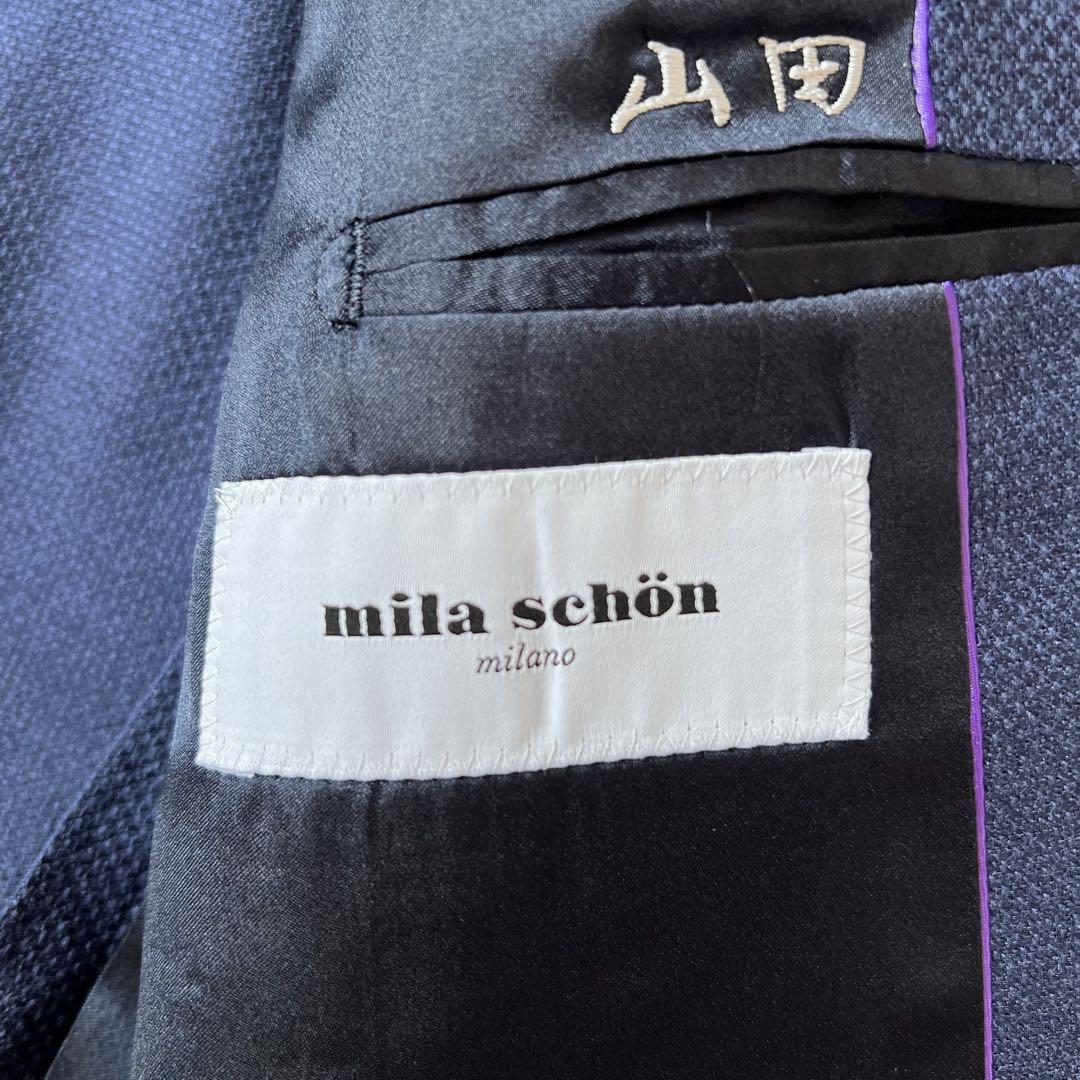 山田
mila schön
milano